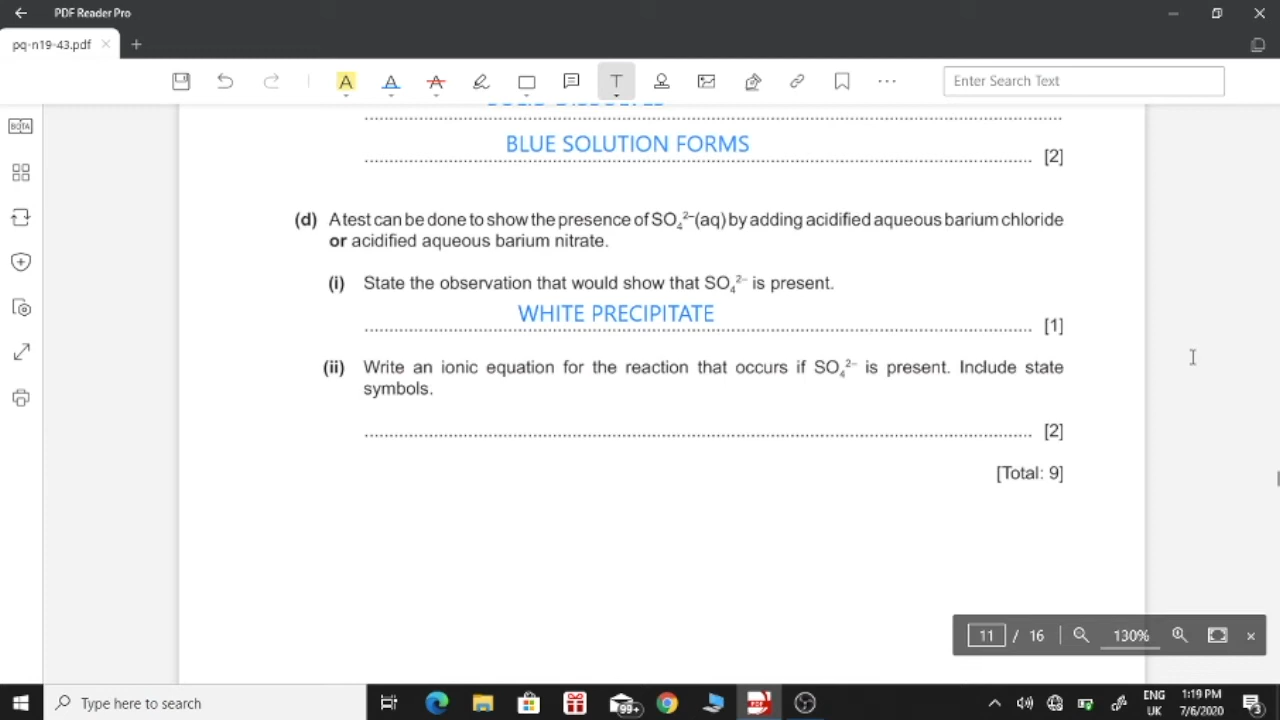 PDF Reader Pro
pq-n19-43.pdf
Enter Search Text
BOTA
BLUE SOLUTION FORMS
[2]
(d) A test can be done to show the presence of SO₄²⁻(aq) by adding acidified aqueous barium chloride
or acidified aqueous barium nitrate.
(i) State the observation that would show that SO₄²⁻ is present.
WHITE PRECIPITATE
[1]
(ii) Write an ionic equation for the reaction that occurs if SO₄²⁻ is present. Include state
symbols.
[2]
[Total: 9]
11 / 16 130%
Type here to search
99+
PDF
ENG
UK
1:19 PM
7/6/2020
3